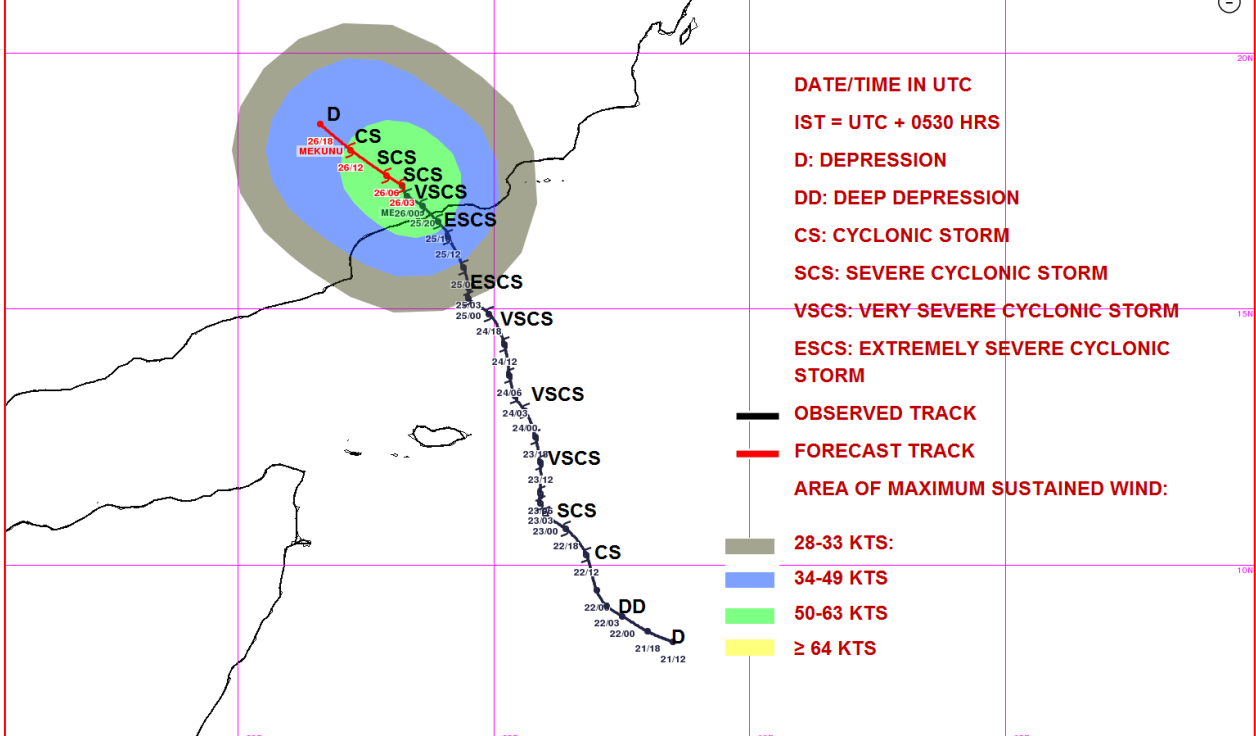 20N
D
26/18
MEKUNU
CS
26/12
SCS
26/06
SCS
26/03
VSCS
26/00
25/20
ESCS
25/12
ESCS
25/03
25/00
15N
VSCS
24/18
24/12
24/06
VSCS
24/03
24/00
VSCS
23/18
23/12
SCS
23/03
23/00
22/18
CS
22/12
10N
DD
22/03
22/00
D
21/18
21/12
DATE/TIME IN UTC
IST = UTC + 0530 HRS
D: DEPRESSION
DD: DEEP DEPRESSION
CS: CYCLONIC STORM
SCS: SEVERE CYCLONIC STORM
VSCS: VERY SEVERE CYCLONIC STORM
ESCS: EXTREMELY SEVERE CYCLONIC
STORM
OBSERVED TRACK
FORECAST TRACK
AREA OF MAXIMUM SUSTAINED WIND:
28-33 KTS:
34-49 KTS
50-63 KTS
≥ 64 KTS